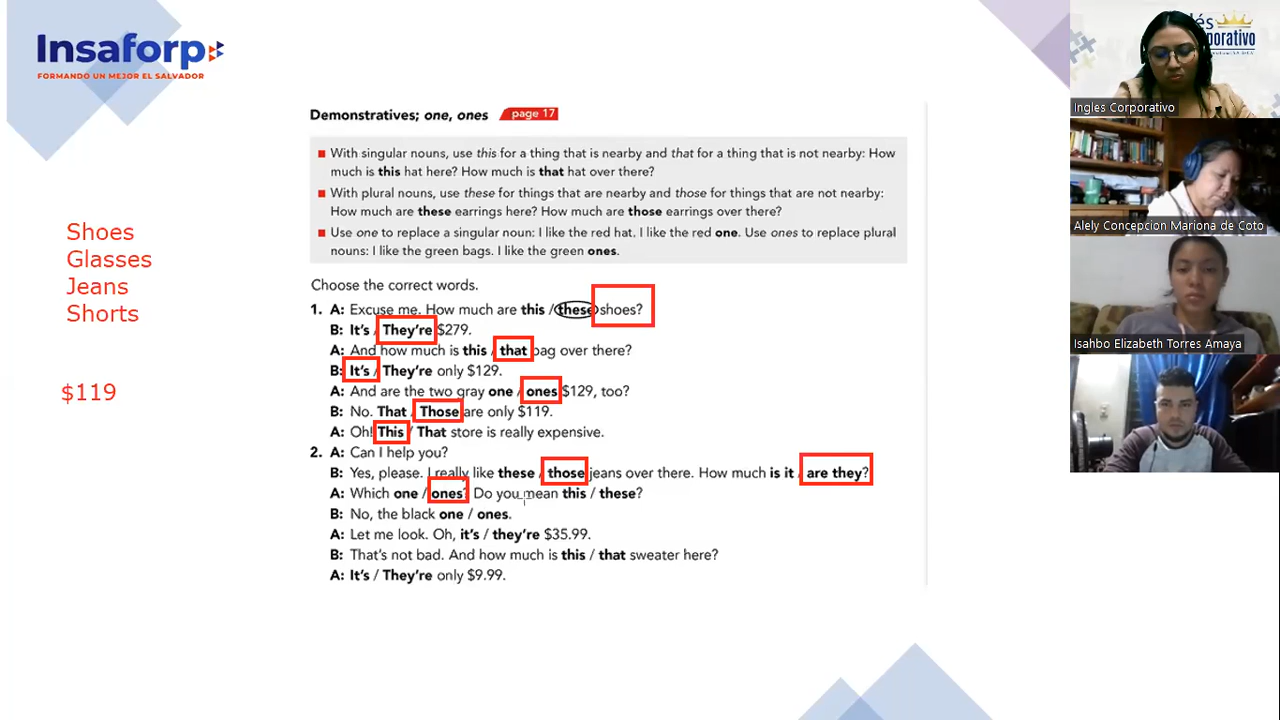 Insaforp
FORMANDO UN MEJOR EL SALVADOR
Demonstratives; one, ones page 17
With singular nouns, use this for a thing that is nearby and that for a thing that is not nearby: How
much is this hat here? How much is that hat over there?
With plural nouns, use these for things that are nearby and those for things that are not nearby:
How much are these earrings here? How much are those earrings over there?
Use one to replace a singular noun: I like the red hat. I like the red one. Use ones to replace plural
nouns: I like the green bags. I like the green ones.
Shoes
Glasses
Jeans
Shorts
$119
Choose the correct words.
1. A: Excuse me. How much are this / these shoes?
B: It's / They're $279.
A: And how much is this / that bag over there?
B: It's / They're only $129.
A: And are the two gray one / ones $129, too?
B: No. That / Those are only $119.
A: Oh! This / That store is really expensive.
2. A: Can I help you?
B: Yes, please. I really like these / those jeans over there. How much is it / are they?
A: Which one / ones? Do you mean this / these?
B: No, the black one / ones.
A: Let me look. Oh, it's / they're $35.99.
B: That's not bad. And how much is this / that sweater here?
A: It's / They're only $9.99.
Ingles Corporativo
Alely Concepcion Mariona de Coto
Isahbo Elizabeth Torres Amaya